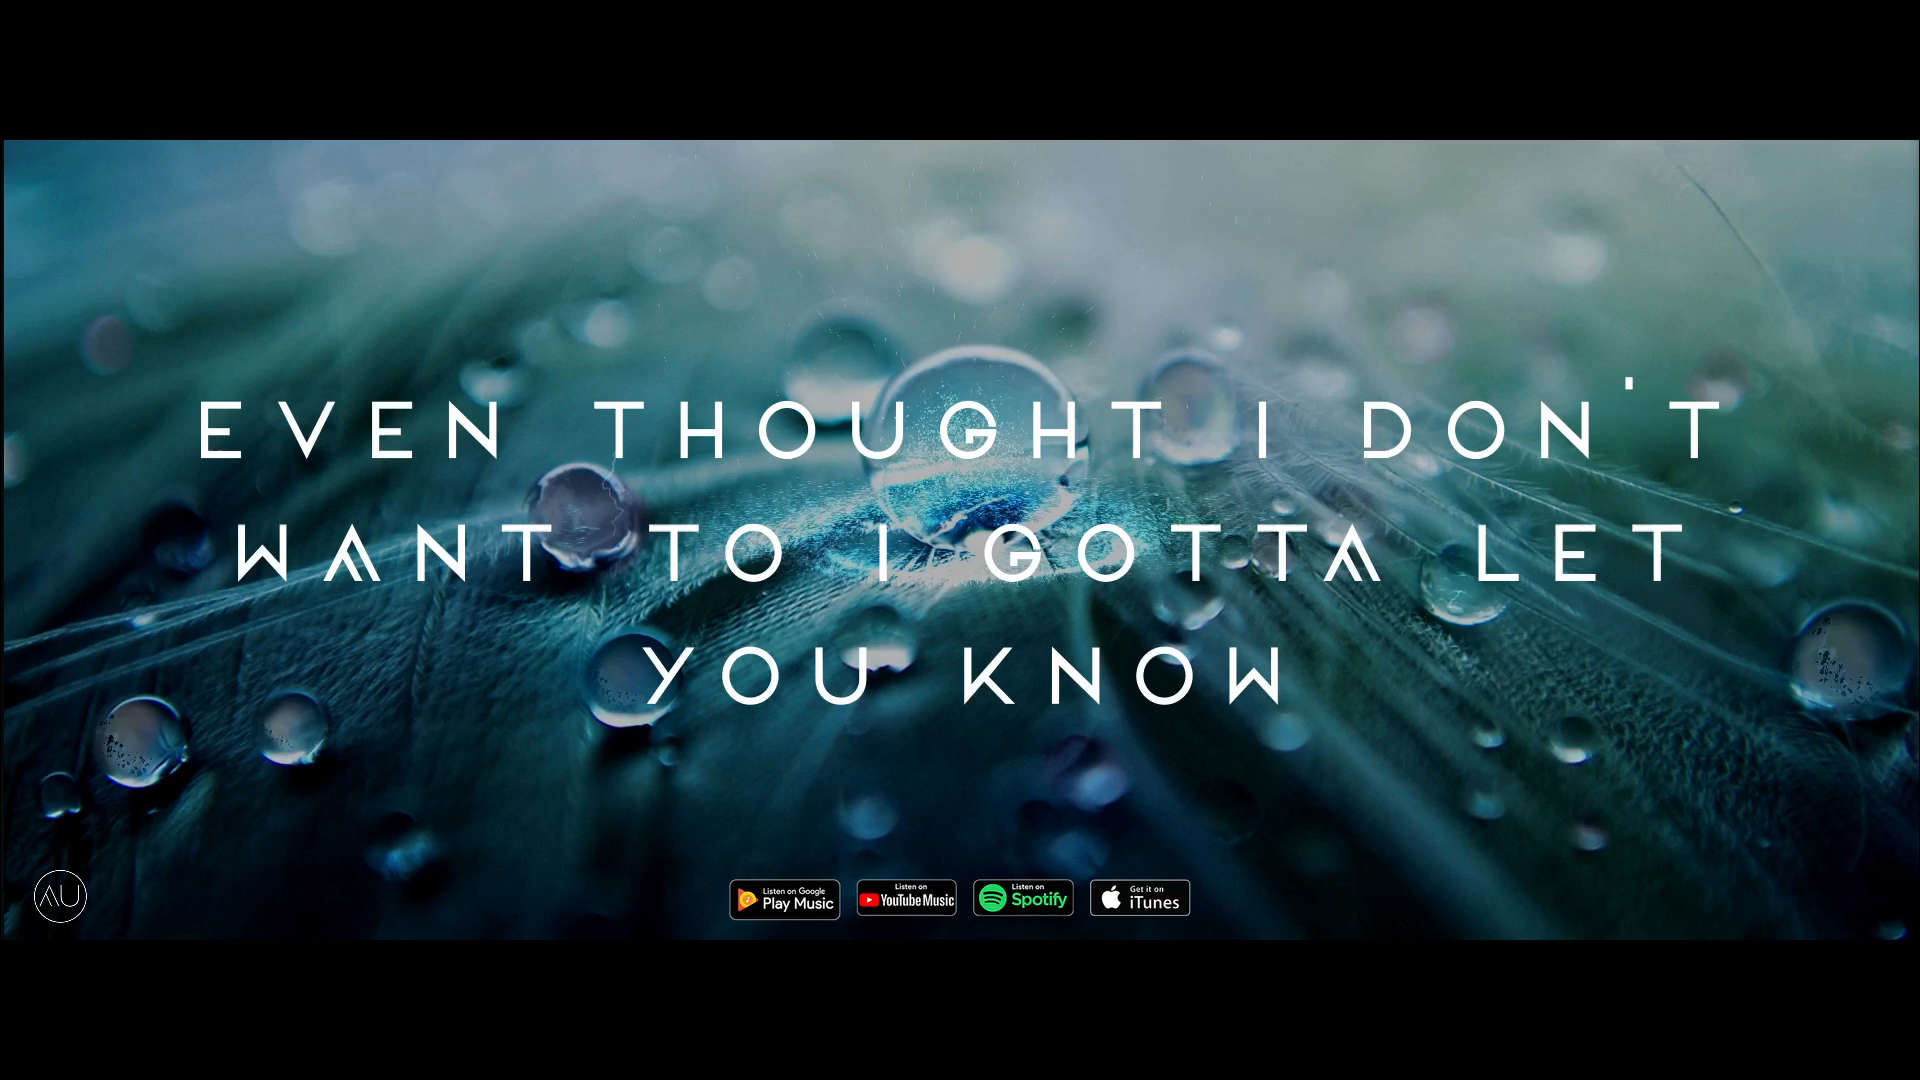 EVEN THOUGHT I DON'T
WANT TO I GOTTA LET
YOU KNOW
AU
Listen on Google
Play Music
Listen on
YouTube Music
Listen on
Spotify
Get it on
iTunes